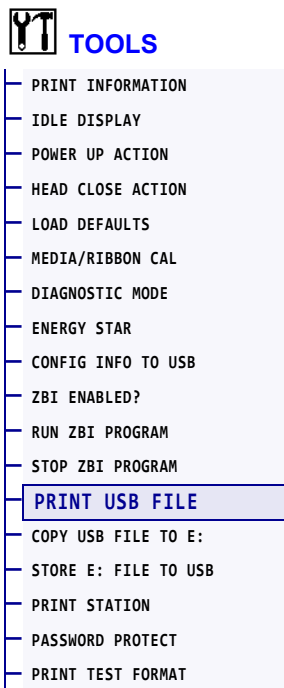 TOOLS
PRINT INFORMATION
IDLE DISPLAY
POWER UP ACTION
HEAD CLOSE ACTION
LOAD DEFAULTS
MEDIA/RIBBON CAL
DIAGNOSTIC MODE
ENERGY STAR
CONFIG INFO TO USB
ZBI ENABLED?
RUN ZBI PROGRAM
STOP ZBI PROGRAM
PRINT USB FILE
COPY USB FILE TO E:
STORE E: FILE TO USB
PRINT STATION
PASSWORD PROTECT
PRINT TEST FORMAT